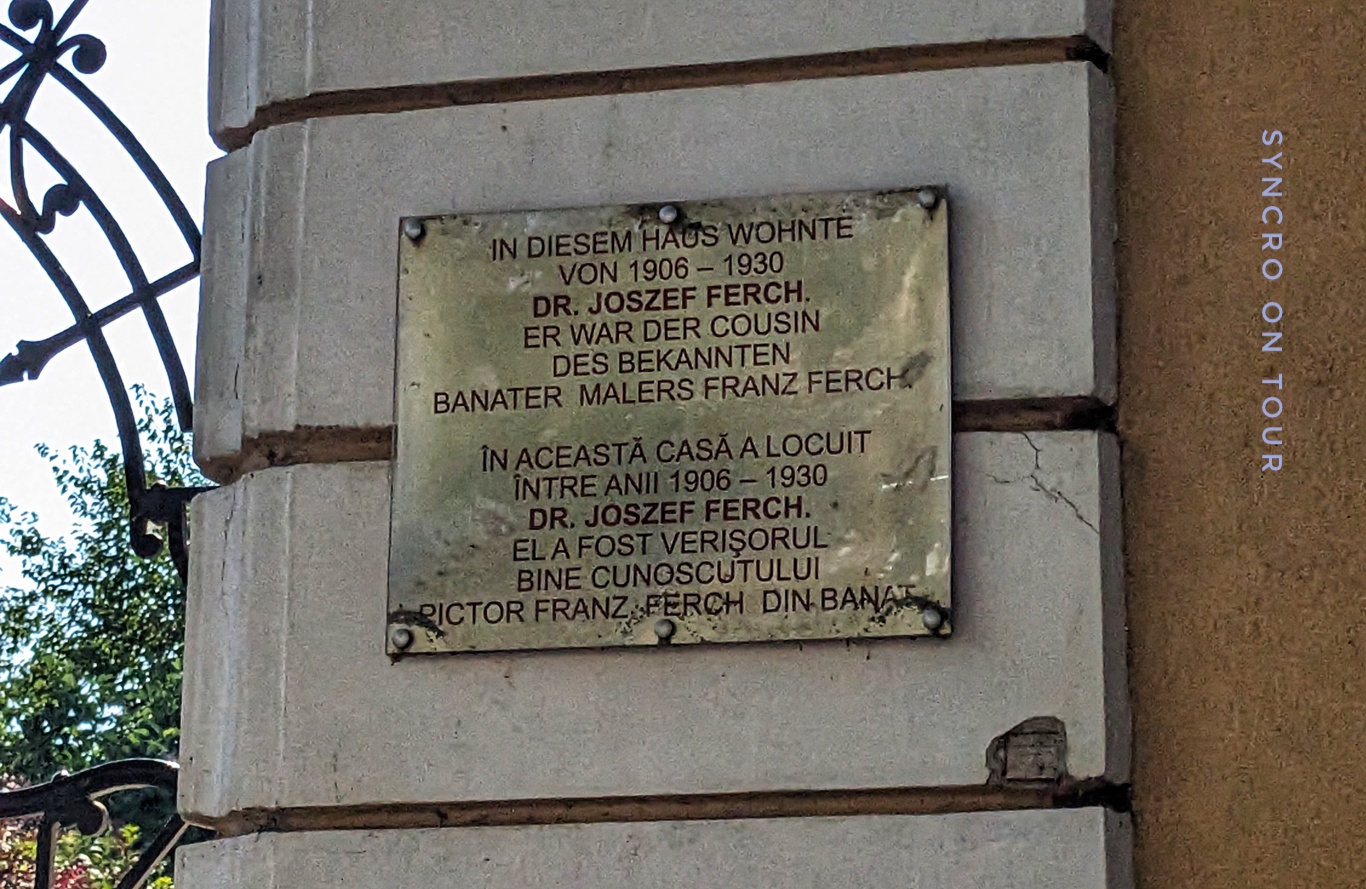 IN DIESEM HAUS WOHNTE
VON 1906 – 1930
DR. JOSZEF FERCH.
ER WAR DER COUSIN
DES BEKANNTEN
BANATER MALERS FRANZ FERCH.
ÎN ACEASTĂ CASĂ A LOCUIT
ÎNTRE ANII 1906 – 1930
DR. JOSZEF FERCH.
EL A FOST VERIŞORUL
BINE CUNOSCUTULUI
PICTOR FRANZ FERCH DIN BANAT
SYNCRO ON TOUR